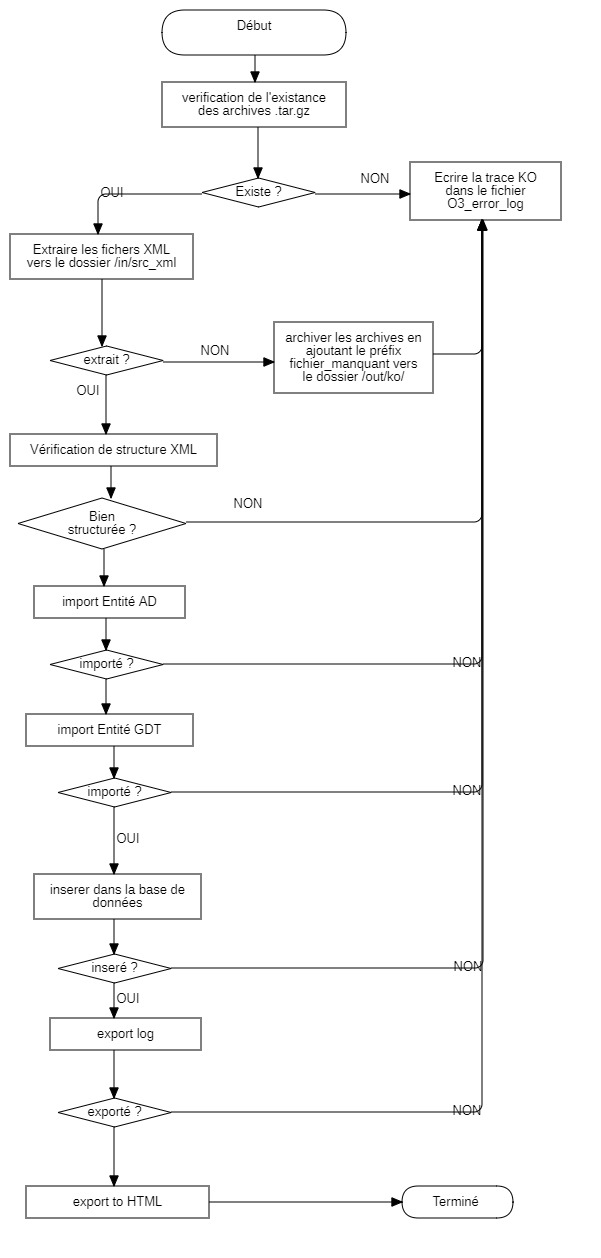 Début
verification de l'existance
des archives .tar.gz
Existe ?
OUI
NON
Ecrire la trace KO
dans le fichier
O3_error_log
Extraire les fichers XML
vers le dossier /in/src_xml
extrait ?
NON
archiver les archives en
ajoutant le préfix
fichier_manquant vers
le dossier /out/ko/
OUI
Vérification de structure XML
Bien
structurée ?
NON
import Entité AD
importé ?
NON
import Entité GDT
importé ?
NON
OUI
inserer dans la base de
données
inseré ?
NON
OUI
export log
exporté ?
NON
export to HTML
Terminé